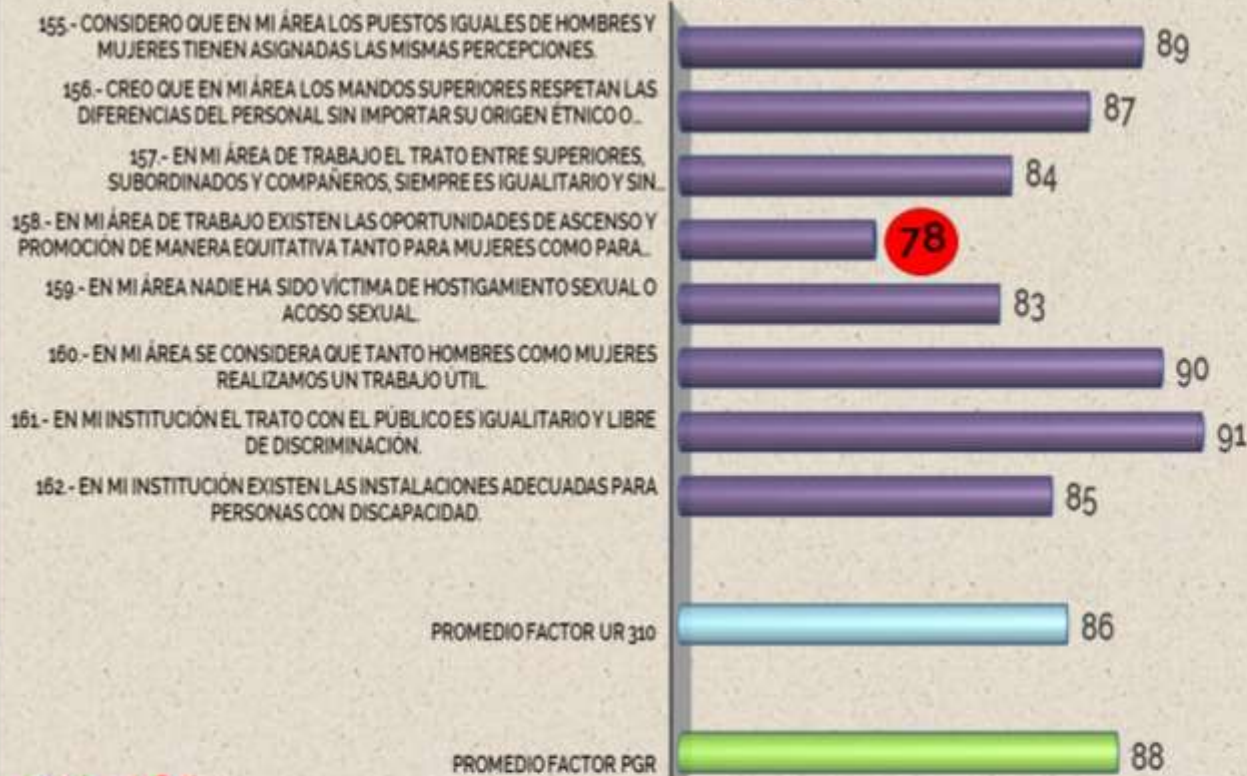 155.- CONSIDERO QUE EN MI ÁREA LOS PUESTOS IGUALES DE HOMBRES Y
MUJERES TIENEN ASIGNADAS LAS MISMAS PERCEPCIONES.
89
156.- CREO QUE EN MI ÁREA LOS MANDOS SUPERIORES RESPETAN LAS
DIFERENCIAS DEL PERSONAL SIN IMPORTAR SU ORIGEN ÉTNICO O...
87
157.- EN MI ÁREA DE TRABAJO EL TRATO ENTRE SUPERIORES,
SUBORDINADOS Y COMPAÑEROS, SIEMPRE ES IGUALITARIO Y SIN...
84
158.- EN MI ÁREA DE TRABAJO EXISTEN LAS OPORTUNIDADES DE ASCENSO Y
PROMOCIÓN DE MANERA EQUITATIVA TANTO PARA MUJERES COMO PARA...
78
159.- EN MI ÁREA NADIE HA SIDO VÍCTIMA DE HOSTIGAMIENTO SEXUAL O
ACOSO SEXUAL.
83
160.- EN MI ÁREA SE CONSIDERA QUE TANTO HOMBRES COMO MUJERES
REALIZAMOS UN TRABAJO ÚTIL.
90
161.- EN MI INSTITUCIÓN EL TRATO CON EL PÚBLICO ES IGUALITARIO Y LIBRE
DE DISCRIMINACIÓN.
91
162.- EN MI INSTITUCIÓN EXISTEN LAS INSTALACIONES ADECUADAS PARA
PERSONAS CON DISCAPACIDAD.
85
PROMEDIO FACTOR UR 310
86
PROMEDIO FACTOR PGR
88